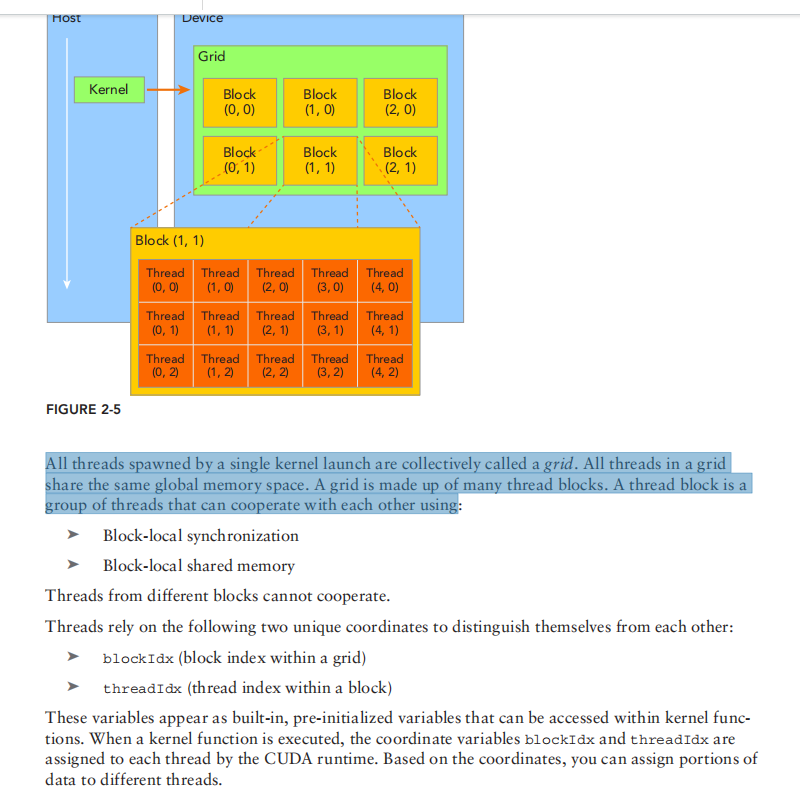 Host
Device
Grid
Kernel
Block
(0, 0)
Block
(1, 0)
Block
(2, 0)
Block
(0, 1)
Block
(1, 1)
Block
(2, 1)
Block (1, 1)
Thread
(0, 0)
Thread
(1, 0)
Thread
(2, 0)
Thread
(3, 0)
Thread
(4, 0)
Thread
(0, 1)
Thread
(1, 1)
Thread
(2, 1)
Thread
(3, 1)
Thread
(4, 1)
Thread
(0, 2)
Thread
(1, 2)
Thread
(2, 2)
Thread
(3, 2)
Thread
(4, 2)
FIGURE 2-5
All threads spawned by a single kernel launch are collectively called a grid. All threads in a grid
share the same global memory space. A grid is made up of many thread blocks. A thread block is a
group of threads that can cooperate with each other using:
➤ Block-local synchronization
➤ Block-local shared memory
Threads from different blocks cannot cooperate.
Threads rely on the following two unique coordinates to distinguish themselves from each other:
➤ blockIdx (block index within a grid)
➤ threadIdx (thread index within a block)
These variables appear as built-in, pre-initialized variables that can be accessed within kernel func-
tions. When a kernel function is executed, the coordinate variables blockIdx and threadIdx are
assigned to each thread by the CUDA runtime. Based on the coordinates, you can assign portions of
data to different threads.